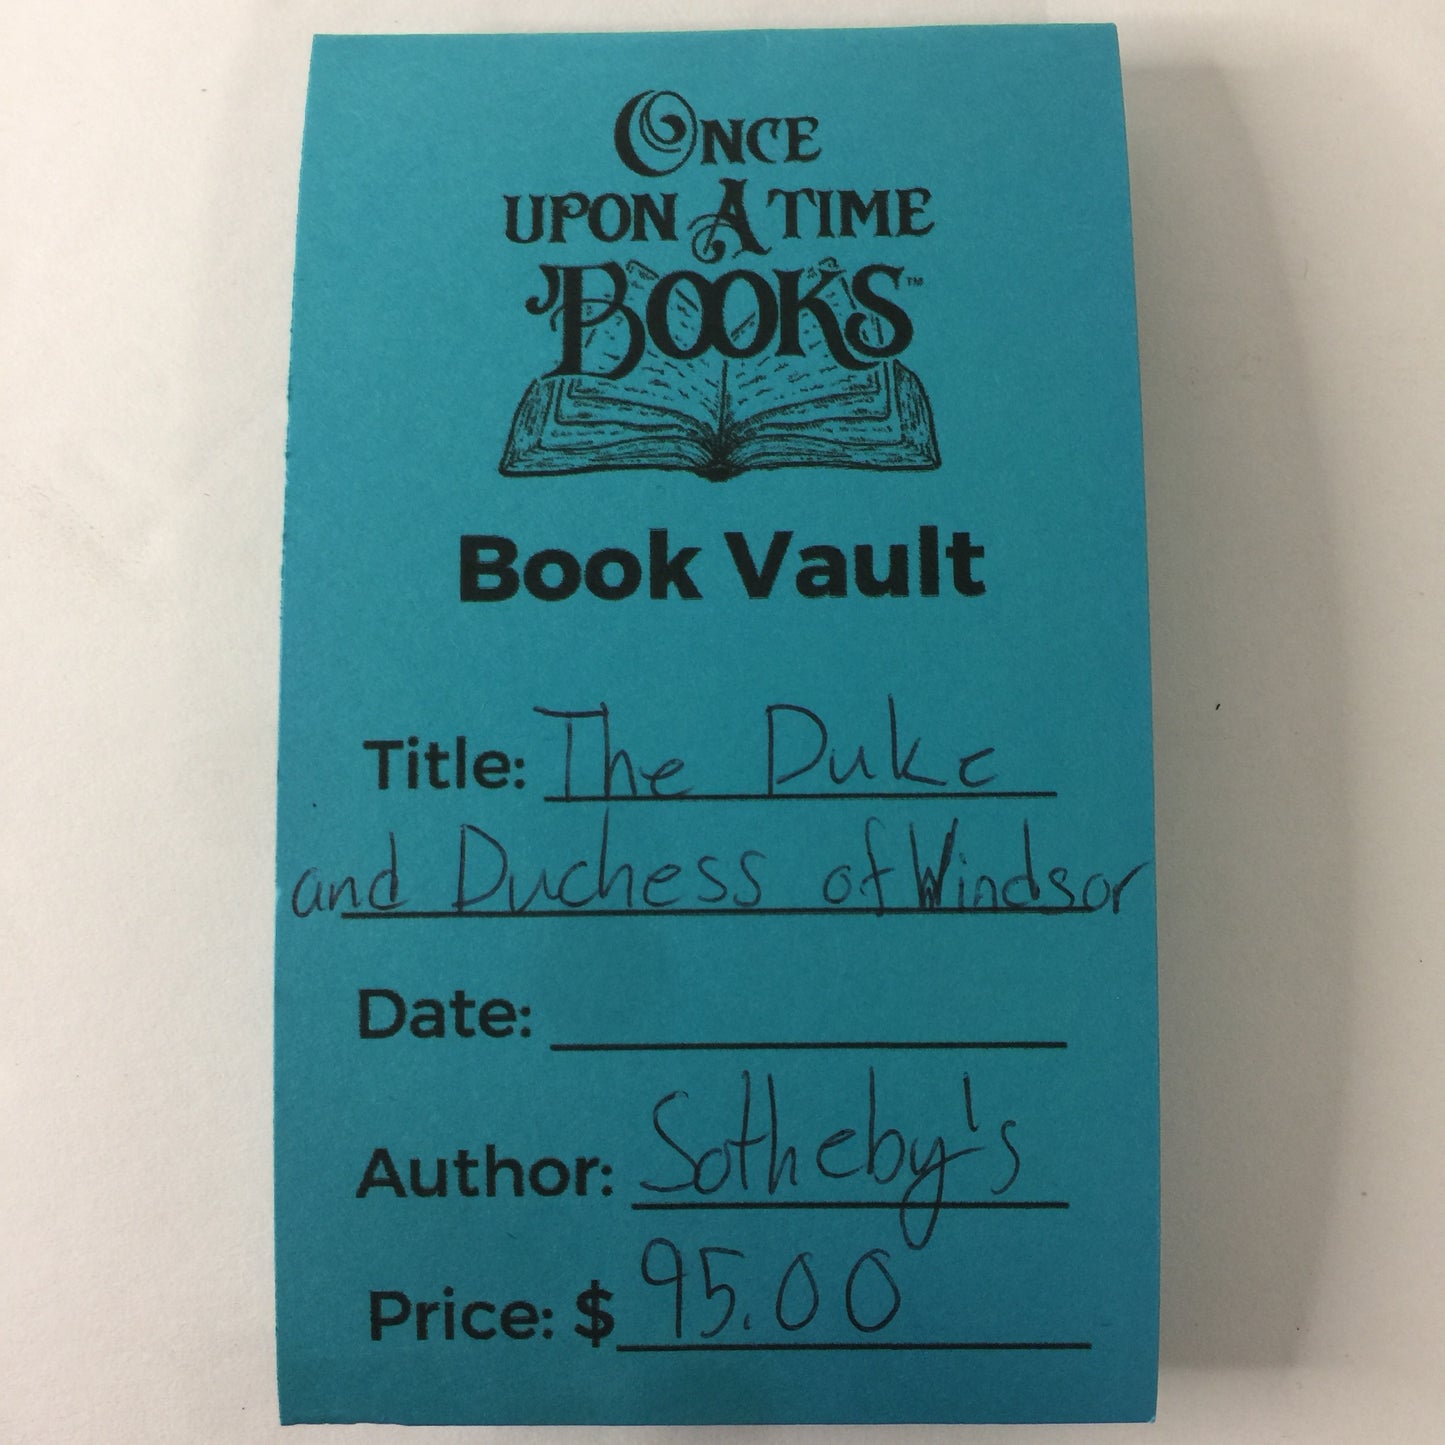 ONCE
UPON A TIME
BOOKS™
Book Vault
Title: The Duke
and Duchess of Windsor
Date:
Author: Sotheby's
Price: $95.00